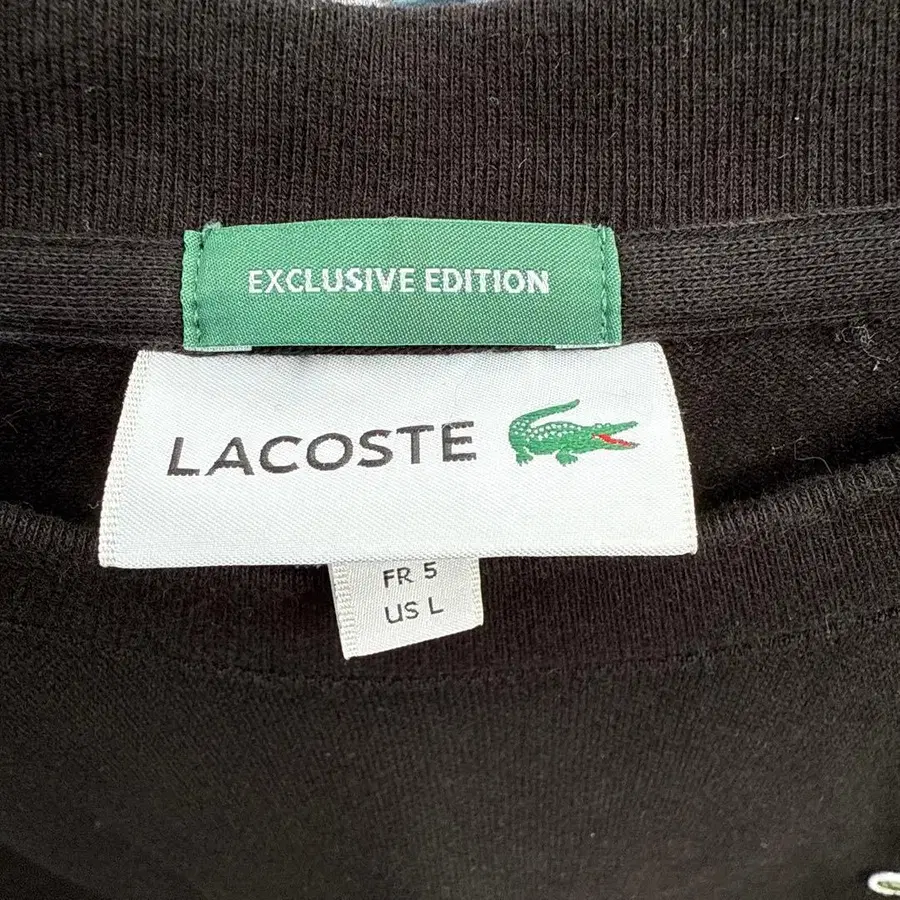 EXCLUSIVE EDITION
LACOSTE
FR 5
US L